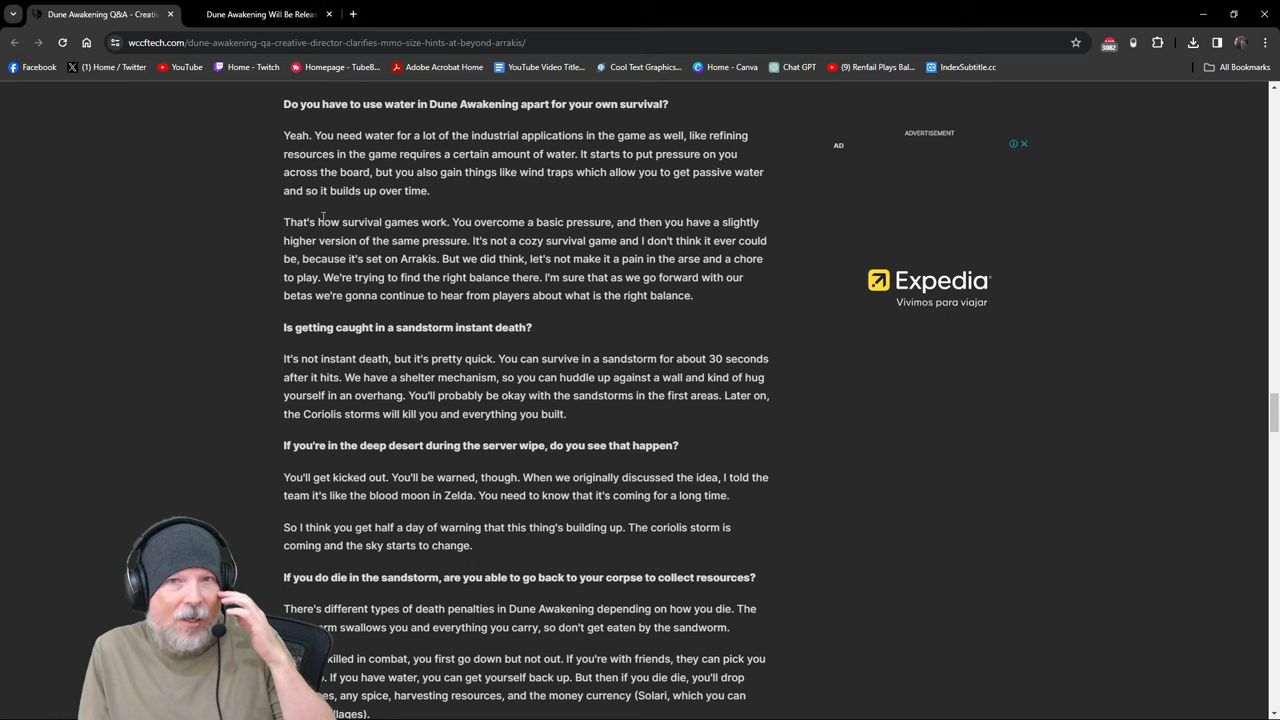 Dune Awakening Q&A - Creativ
Dune Awakening Will Be Releas
wccftech.com/dune-awakening-qa-creative-director-clarifies-mmo-size-hints-at-beyond-arrakis/
3082
Facebook
(1) Home / Twitter
YouTube
Home - Twitch
Homepage - TubeB...
Adobe Acrobat Home
YouTube Video Title...
Cool Text Graphics...
Home - Canva
Chat GPT
(9) Renfail Plays Bal...
IndexSubtitle.cc
All Bookmarks
Do you have to use water in Dune Awakening apart for your own survival?
Yeah. You need water for a lot of the industrial applications in the game as well, like refining
resources in the game requires a certain amount of water. It starts to put pressure on you
across the board, but you also gain things like wind traps which allow you to get passive water
and so it builds up over time.
That's how survival games work. You overcome a basic pressure, and then you have a slightly
higher version of the same pressure. It's not a cozy survival game and I don't think it ever could
be, because it's set on Arrakis. But we did think, let's not make it a pain in the arse and a chore
to play. We're trying to find the right balance there. I'm sure that as we go forward with our
betas we're gonna continue to hear from players about what is the right balance.
Is getting caught in a sandstorm instant death?
It's not instant death, but it's pretty quick. You can survive in a sandstorm for about 30 seconds
after it hits. We have a shelter mechanism, so you can huddle up against a wall and kind of hug
yourself in an overhang. You'll probably be okay with the sandstorms in the first areas. Later on,
the Coriolis storms will kill you and everything you built.
If you're in the deep desert during the server wipe, do you see that happen?
You'll get kicked out. You'll be warned, though. When we originally discussed the idea, I told the
team it's like the blood moon in Zelda. You need to know that it's coming for a long time.
So I think you get half a day of warning that this thing's building up. The coriolis storm is
coming and the sky starts to change.
If you do die in the sandstorm, are you able to go back to your corpse to collect resources?
There's different types of death penalties in Dune Awakening depending on how you die. The
swallows you and everything you carry, so don't get eaten by the sandworm.
killed in combat, you first go down but not out. If you're with friends, they can pick you
If you have water, you can get yourself back up. But then if you die die, you'll drop
any spice, harvesting resources, and the money currency (Solari, which you can
ADVERTISEMENT
AD
Expedia
Vivimos para viajar